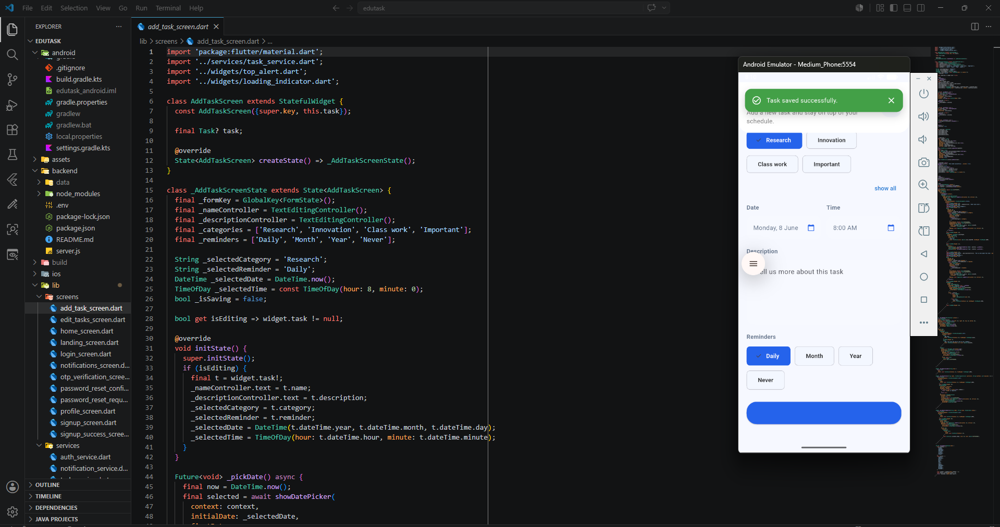 File Edit Selection View Go Run Terminal Help
edutask
EXPLORER
EDUTASK
android
.gitignore
build.gradle.kts
edutask_android.iml
gradle.properties
gradlew
gradlew.bat
local.properties
settings.gradle.kts
assets
backend
data
node_modules
.env
package-lock.json
package.json
README.md
server.js
build
ios
lib
screens
add_task_screen.dart
edit_tasks_screen.dart
home_screen.dart
landing_screen.dart
login_screen.dart
notifications_screen.d...
otp_verification_scree...
password_reset_confi...
password_reset_requ...
profile_screen.dart
signup_screen.dart
signup_success_scree...
services
auth_service.dart
notification_service.d...
OUTLINE
TIMELINE
DEPENDENCIES
JAVA PROJECTS
add_task_screen.dart
lib > screens > add_task_screen.dart > ...
1 import 'package:flutter/material.dart';
2 import '../services/task_service.dart';
3 import '../widgets/top_alert.dart';
4 import '../widgets/loading_indicator.dart';
5
6 class AddTaskScreen extends StatefulWidget {
7 const AddTaskScreen({super.key, this.task});
8
9 final Task? task;
10
11 @override
12 State<AddTaskScreen> createState() => _AddTaskScreenState();
13 }
14
15 class _AddTaskScreenState extends State<AddTaskScreen> {
16 final _formKey = GlobalKey<FormState>();
17 final _nameController = TextEditingController();
18 final _descriptionController = TextEditingController();
19 final _categories = ['Research', 'Innovation', 'Class work', 'Important'];
20 final _reminders = ['Daily', 'Month', 'Year', 'Never'];
21
22 String _selectedCategory = 'Research';
23 String _selectedReminder = 'Daily';
24 DateTime _selectedDate = DateTime.now();
25 TimeOfDay _selectedTime = const TimeOfDay(hour: 8, minute: 0);
26 bool _isSaving = false;
27
28 bool get isEditing => widget.task != null;
29
30 @override
31 void initState() {
32 super.initState();
33 if (isEditing) {
34 final t = widget.task!;
35 _nameController.text = t.name;
36 _descriptionController.text = t.description;
37 _selectedCategory = t.category;
38 _selectedReminder = t.reminder;
39 _selectedDate = DateTime(t.dateTime.year, t.dateTime.month, t.dateTime.day);
40 _selectedTime = TimeOfDay(hour: t.dateTime.hour, minute: t.dateTime.minute);
41 }
42 }
43
44 Future<void> _pickDate() async {
45 final now = DateTime.now();
46 final selected = await showDatePicker(
47 context: context,
48 initialDate: _selectedDate,
Android Emulator - Medium_Phone:5554
Task saved successfully.
Add a new task and stay on top of your
schedule.
Research Innovation
Class work Important
show all
Date Time
Monday, 8 June 8:00 AM
Description
ell us more about this task
Reminders
Daily Month Year
Never